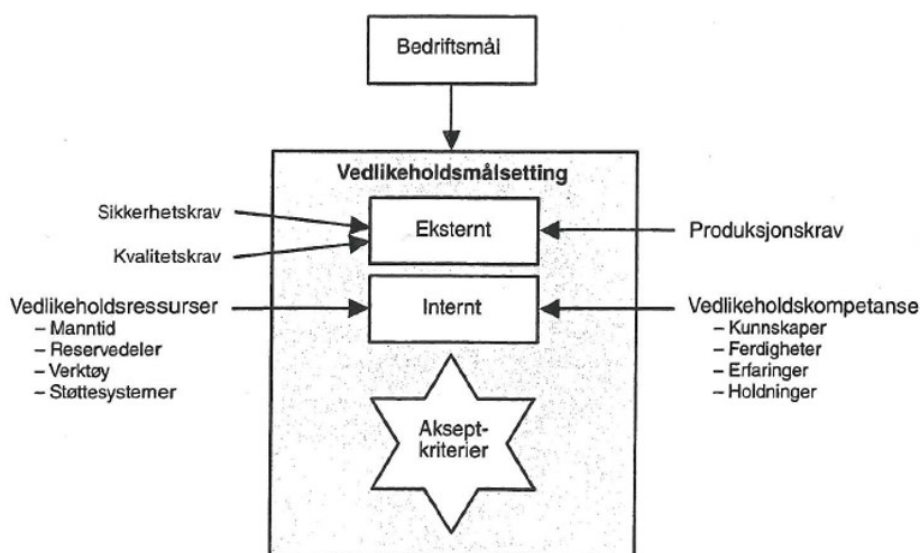 Bedriftsmål
Vedlikeholdsmålsetting
Sikkerhetskrav
Kvalitetskrav
Eksternt
Produksjonskrav
Vedlikeholdsressurser
– Manntid
– Reservedeler
– Verktøy
– Støttesystemer
Internt
Vedlikeholdskompetanse
– Kunnskaper
– Ferdigheter
– Erfaringer
– Holdninger
Aksept-
kriterier